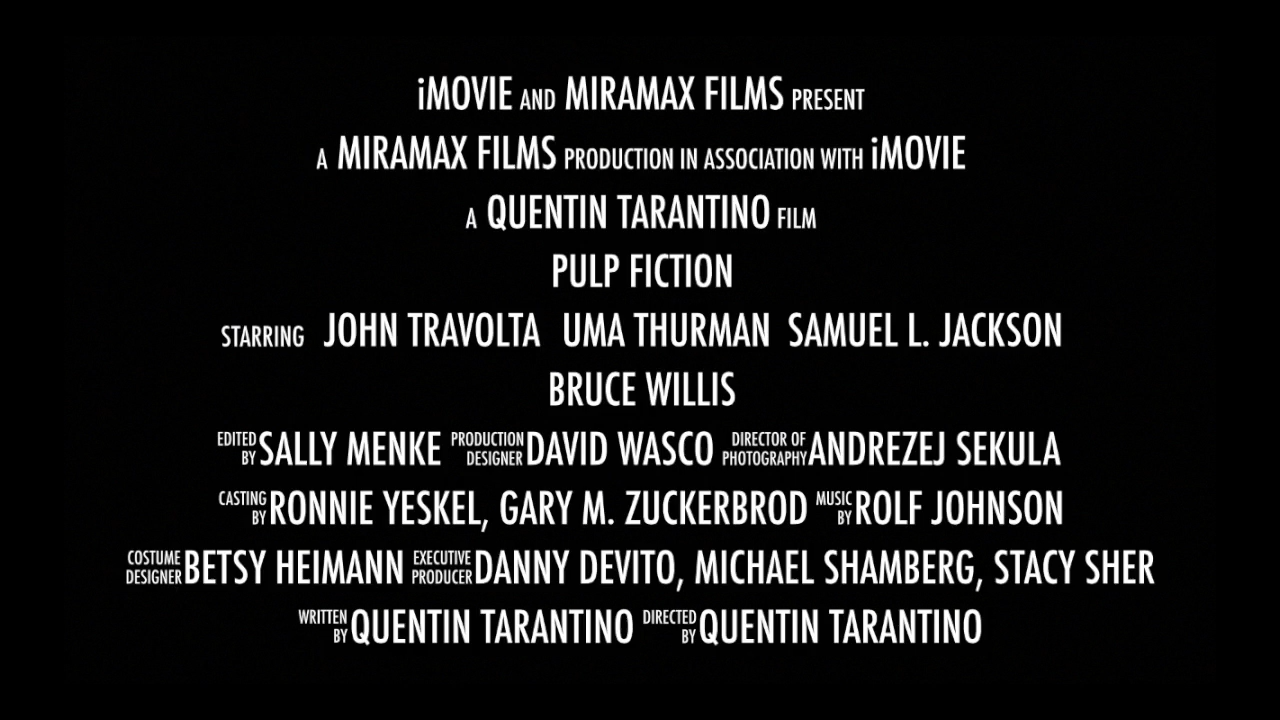 iMOVIE AND MIRAMAX FILMS PRESENT
A MIRAMAX FILMS PRODUCTION IN ASSOCIATION WITH iMOVIE
A QUENTIN TARANTINO FILM
PULP FICTION
STARRING JOHN TRAVOLTA UMA THURMAN SAMUEL L. JACKSON
BRUCE WILLIS
EDITED BY SALLY MENKE PRODUCTION DESIGNER DAVID WASCO DIRECTOR OF PHOTOGRAPHY ANDREZEJ SEKULA
CASTING BY RONNIE YESKEL, GARY M. ZUCKERBROD MUSIC BY ROLF JOHNSON
COSTUME DESIGNER BETSY HEIMANN EXECUTIVE PRODUCER DANNY DEVITO, MICHAEL SHAMBERG, STACY SHER
WRITTEN BY QUENTIN TARANTINO DIRECTED BY QUENTIN TARANTINO